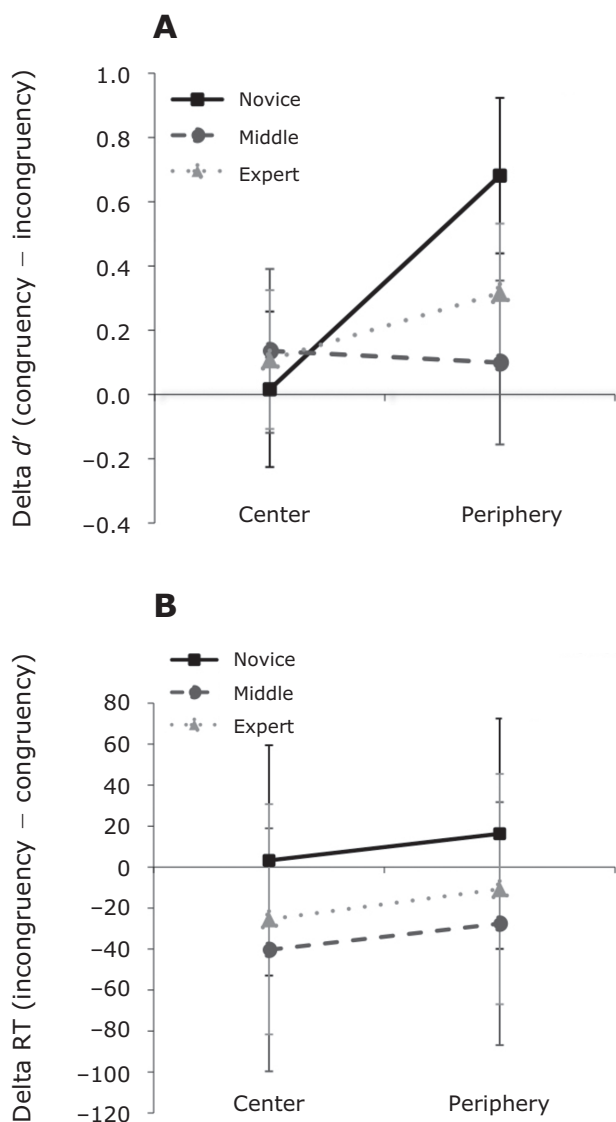 A
Delta d′ (congruency − incongruency)
1.0
0.8
0.6
0.4
0.2
0.0
−0.2
−0.4
Novice
Middle
Expert
Center Periphery
B
Delta RT (incongruency − congruency)
80
60
40
20
0
−20
−40
−60
−80
−100
−120
Novice
Middle
Expert
Center Periphery